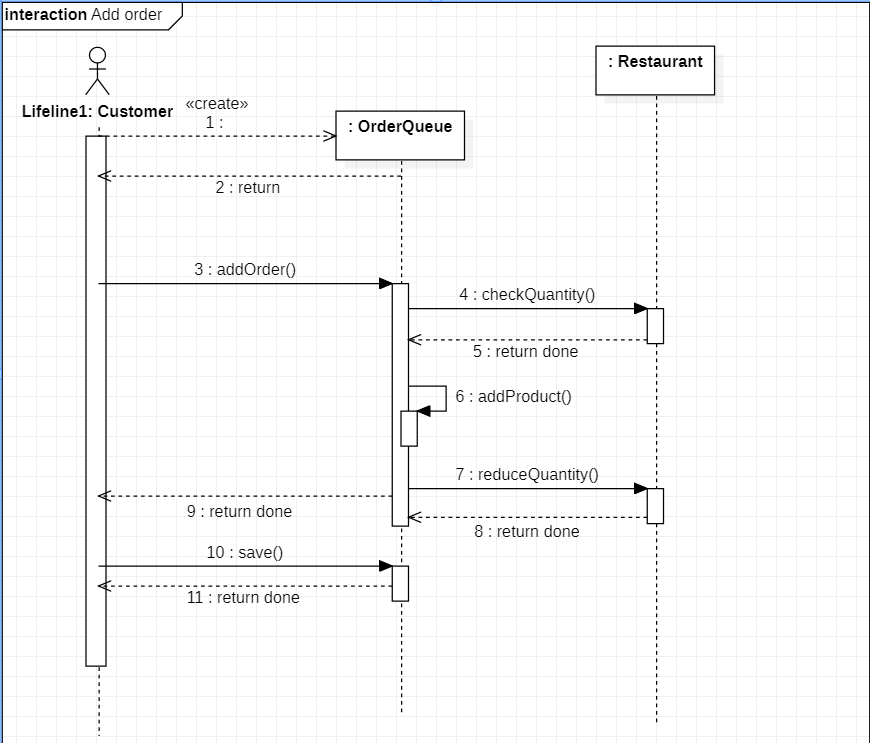 interaction Add order
: Restaurant
Lifeline1: Customer
«create»
1 :
: OrderQueue
2 : return
3 : addOrder()
4 : checkQuantity()
5 : return done
6 : addProduct()
7 : reduceQuantity()
9 : return done
8 : return done
10 : save()
11 : return done